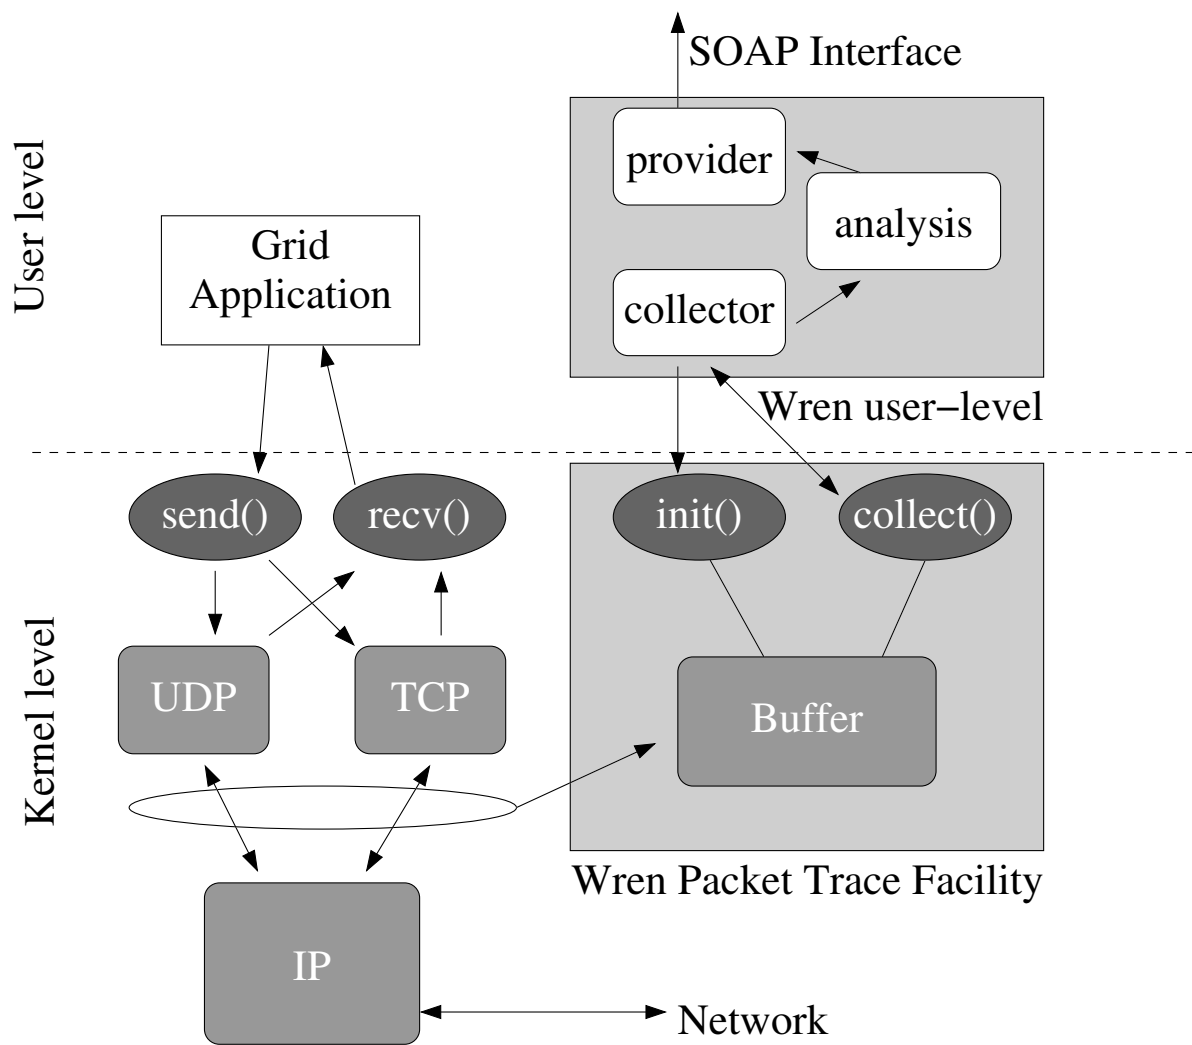 SOAP Interface
provider
analysis
collector
Wren user−level
User level
Grid
Application
send()
recv()
init()
collect()
Kernel level
UDP
TCP
Buffer
Wren Packet Trace Facility
IP
Network